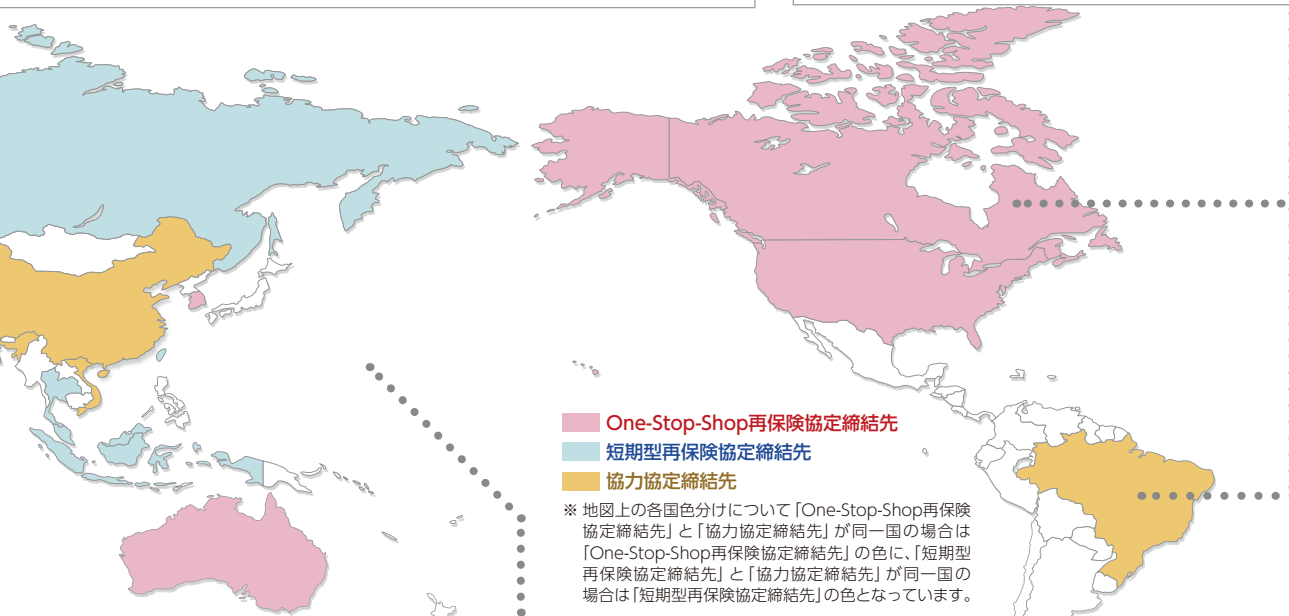 One-Stop-Shop再保険協定締結先
短期型再保険協定締結先
協力協定締結先
※ 地図上の各国色分けについて「One-Stop-Shop再保険
協定締結先」と「協力協定締結先」が同一国の場合は
「One-Stop-Shop再保険協定締結先」の色に、「短期型
再保険協定締結先」と「協力協定締結先」が同一国の
場合は「短期型再保険協定締結先」の色となっています。